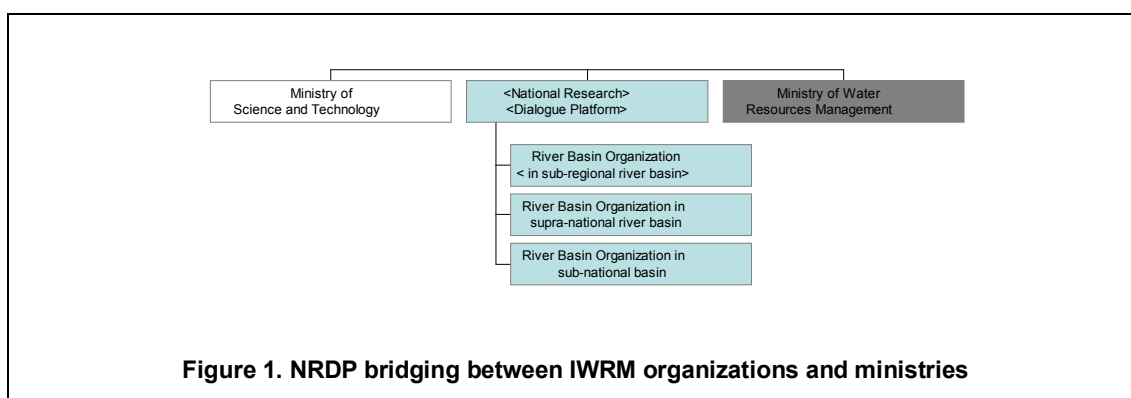 Ministry of
Science and Technology
<National Research>
<Dialogue Platform>
Ministry of Water
Resources Management
River Basin Organization
< in sub-regional river basin>
River Basin Organization in
supra-national river basin
River Basin Organization in
sub-national basin
Figure 1. NRDP bridging between IWRM organizations and ministries